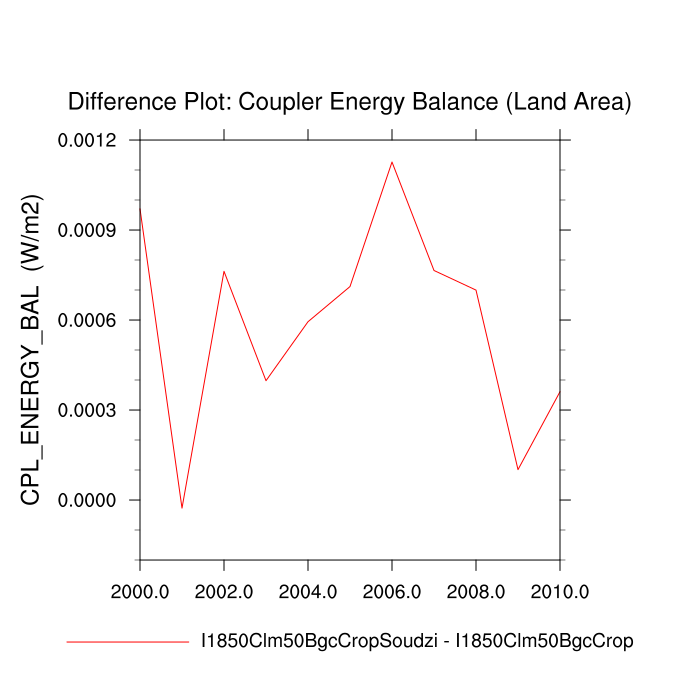 Difference Plot: Coupler Energy Balance (Land Area)
CPL_ENERGY_BAL (W/m2)
0.0012
0.0009
0.0006
0.0003
0.0000
2000.0 2002.0 2004.0 2006.0 2008.0 2010.0
I1850Clm50BgcCropSoudzi - I1850Clm50BgcCrop